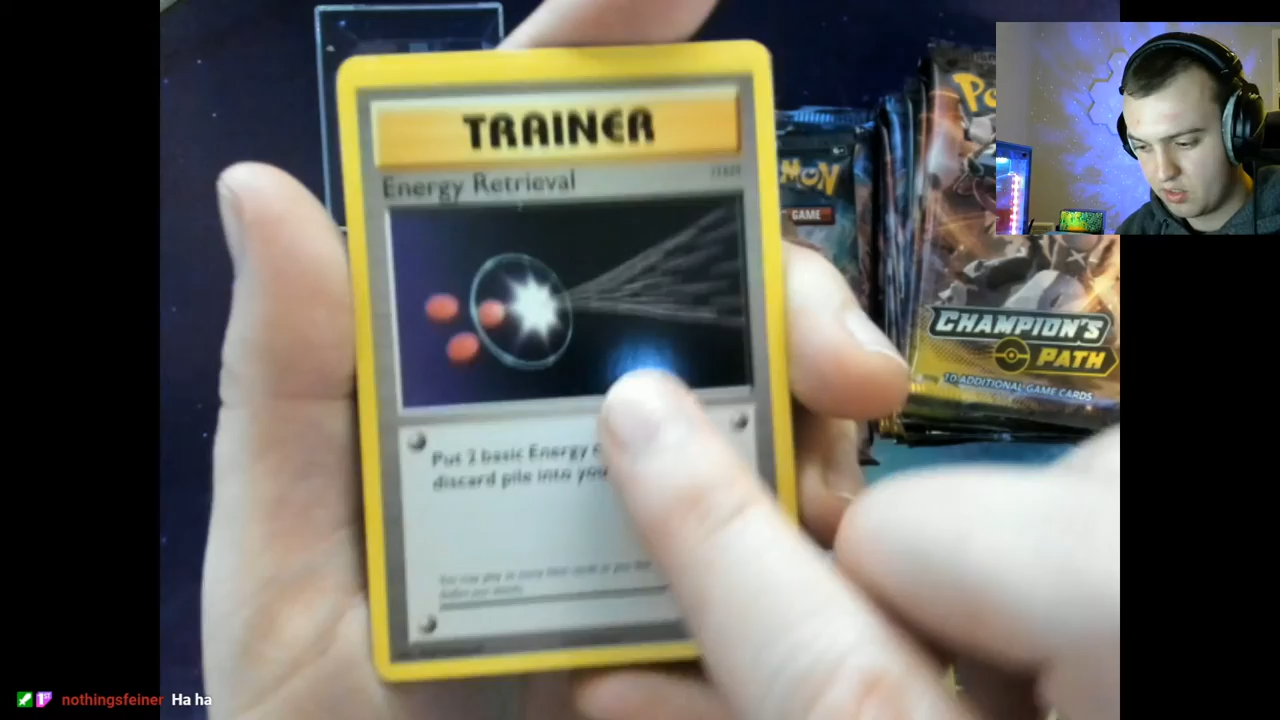 TRAINER
Energy Retrieval
Put 2 basic Energy
discard pile into you
MON
GAME
Po
CHAMPION'S
PATH
10 ADDITIONAL GAME CARDS
nothingsfeiner Ha ha